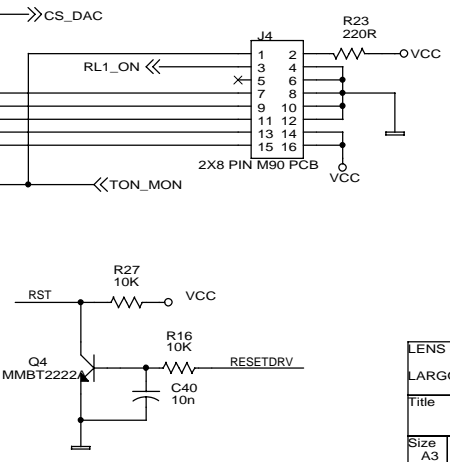 CS_DAC
R23
220R
J4
1 2
VCC
RL1_ON
3 4
5 6
7 8
9 10
11 12
13 14
15 16
2X8 PIN M90 PCB
VCC
TON_MON
R27
10K
VCC
RST
R16
10K
RESETDRV
Q4
MMBT2222A
C40
10n
LENS
LARGO
Title
Size
A3